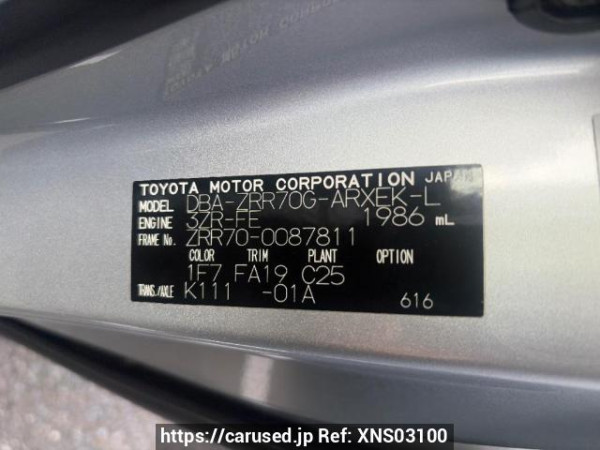 TOYOTA MOTOR CORPORATION JAPAN
MODEL DBA-ZRR70G-ARXEK-L
ENGINE 3ZR-FE 1986 mL
FRAME No. ZRR70-0087811
COLOR TRIM PLANT OPTION
1F7 FA19 C25
TRANS./AXLE K111 -01A 616
https://carused.jp Ref: XNS03100